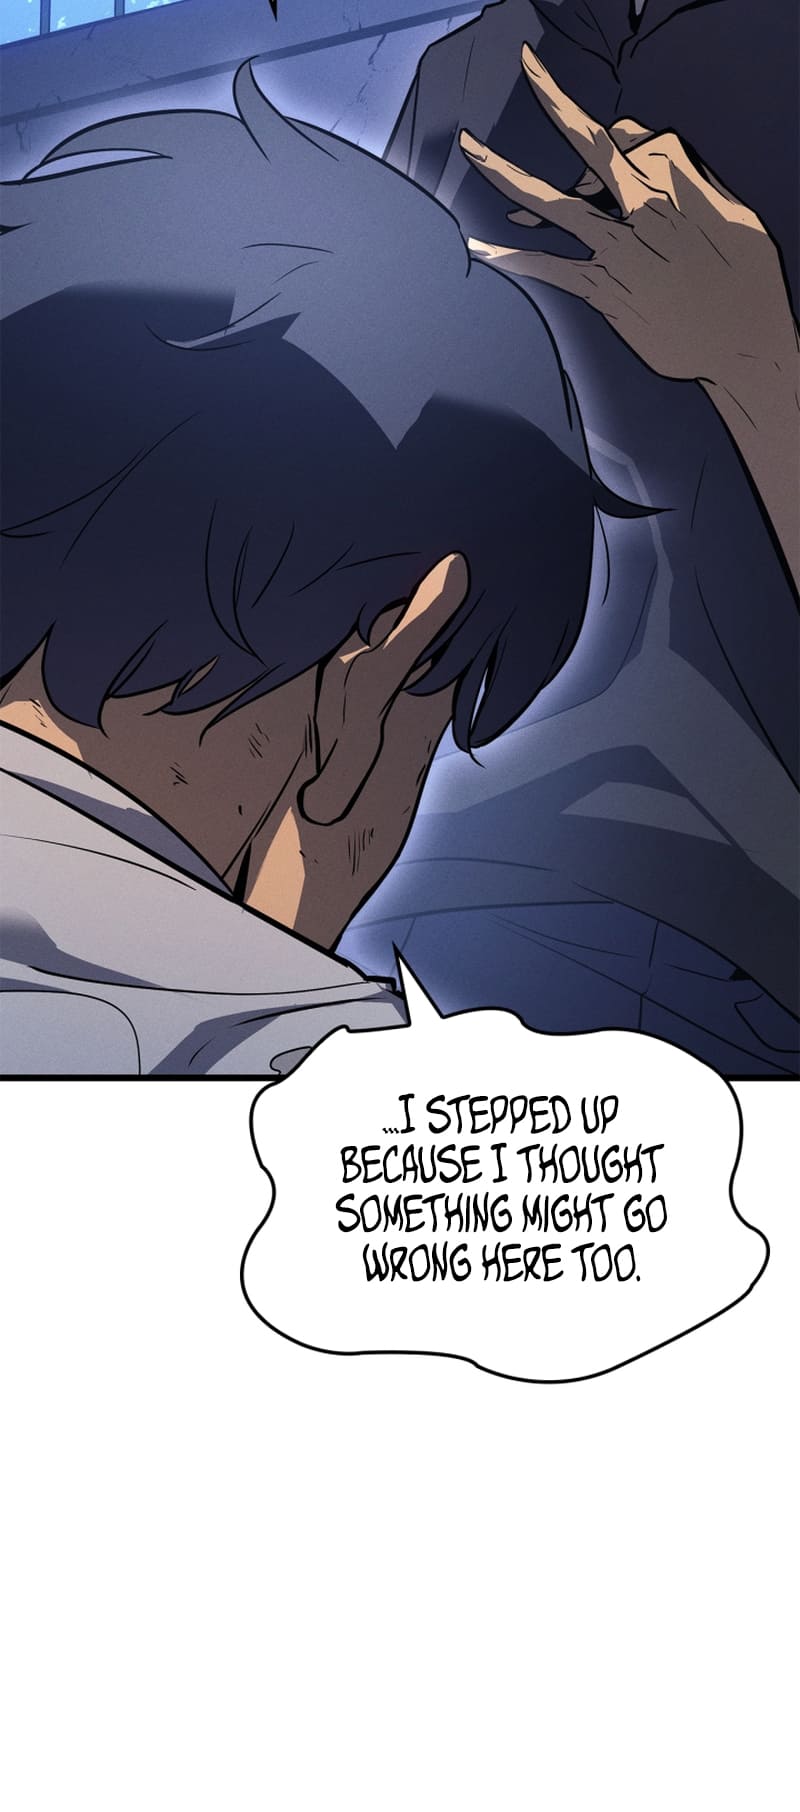 ...I STEPPED UP
BECAUSE I THOUGHT
SOMETHING MIGHT GO
WRONG HERE TOO.